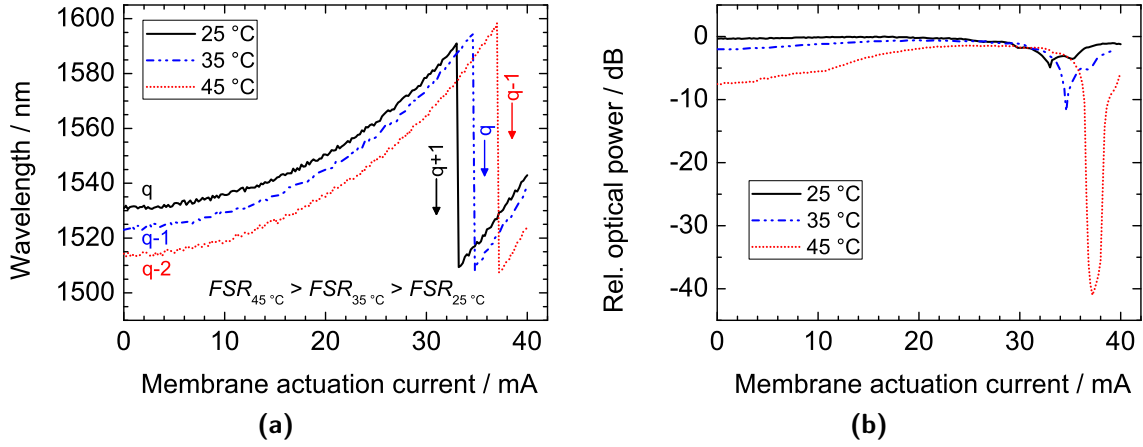 1600
1580
1560
1540
1520
1500
Wavelength / nm
25 °C
35 °C
45 °C
q
q-1
q-2
q+1
q
q-1
FSR45 °C > FSR35 °C > FSR25 °C
0 10 20 30 40
Membrane actuation current / mA
(a)
0
-10
-20
-30
-40
Rel. optical power / dB
25 °C
35 °C
45 °C
0 10 20 30 40
Membrane actuation current / mA
(b)